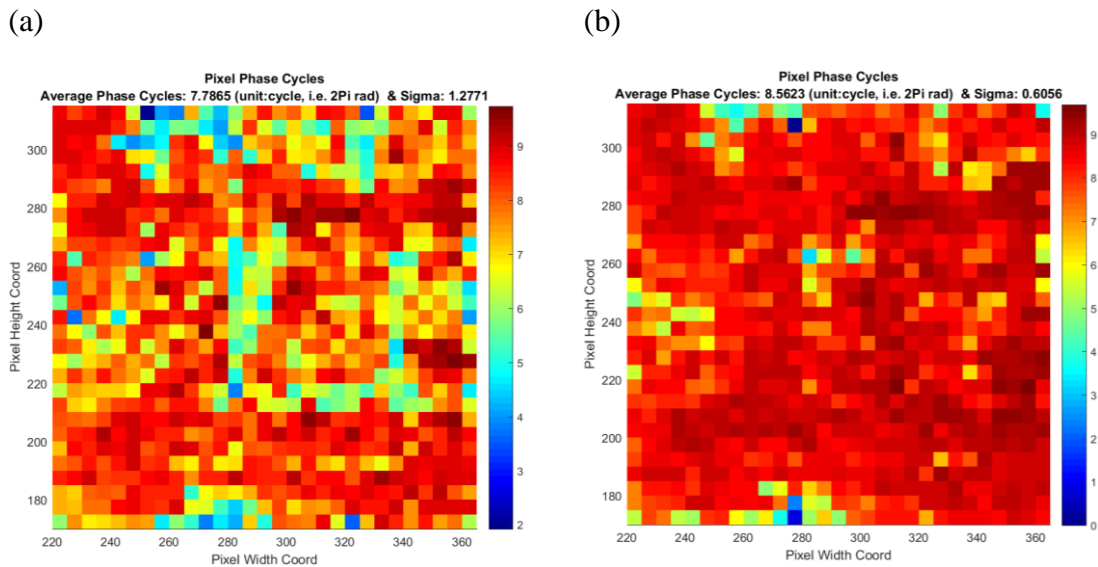 (a)
(b)
Pixel Phase Cycles
Average Phase Cycles: 7.7865 (unit:cycle, i.e. 2Pi rad) & Sigma: 1.2771
Pixel Height Coord
300
280
260
240
220
200
180
220 240 260 280 300 320 340 360
Pixel Width Coord
9
8
7
6
5
4
3
2
Pixel Phase Cycles
Average Phase Cycles: 8.5623 (unit:cycle, i.e. 2Pi rad) & Sigma: 0.6056
Pixel Height Coord
300
280
260
240
220
200
180
220 240 260 280 300 320 340 360
Pixel Width Coord
9
8
7
6
5
4
3
2
1
0